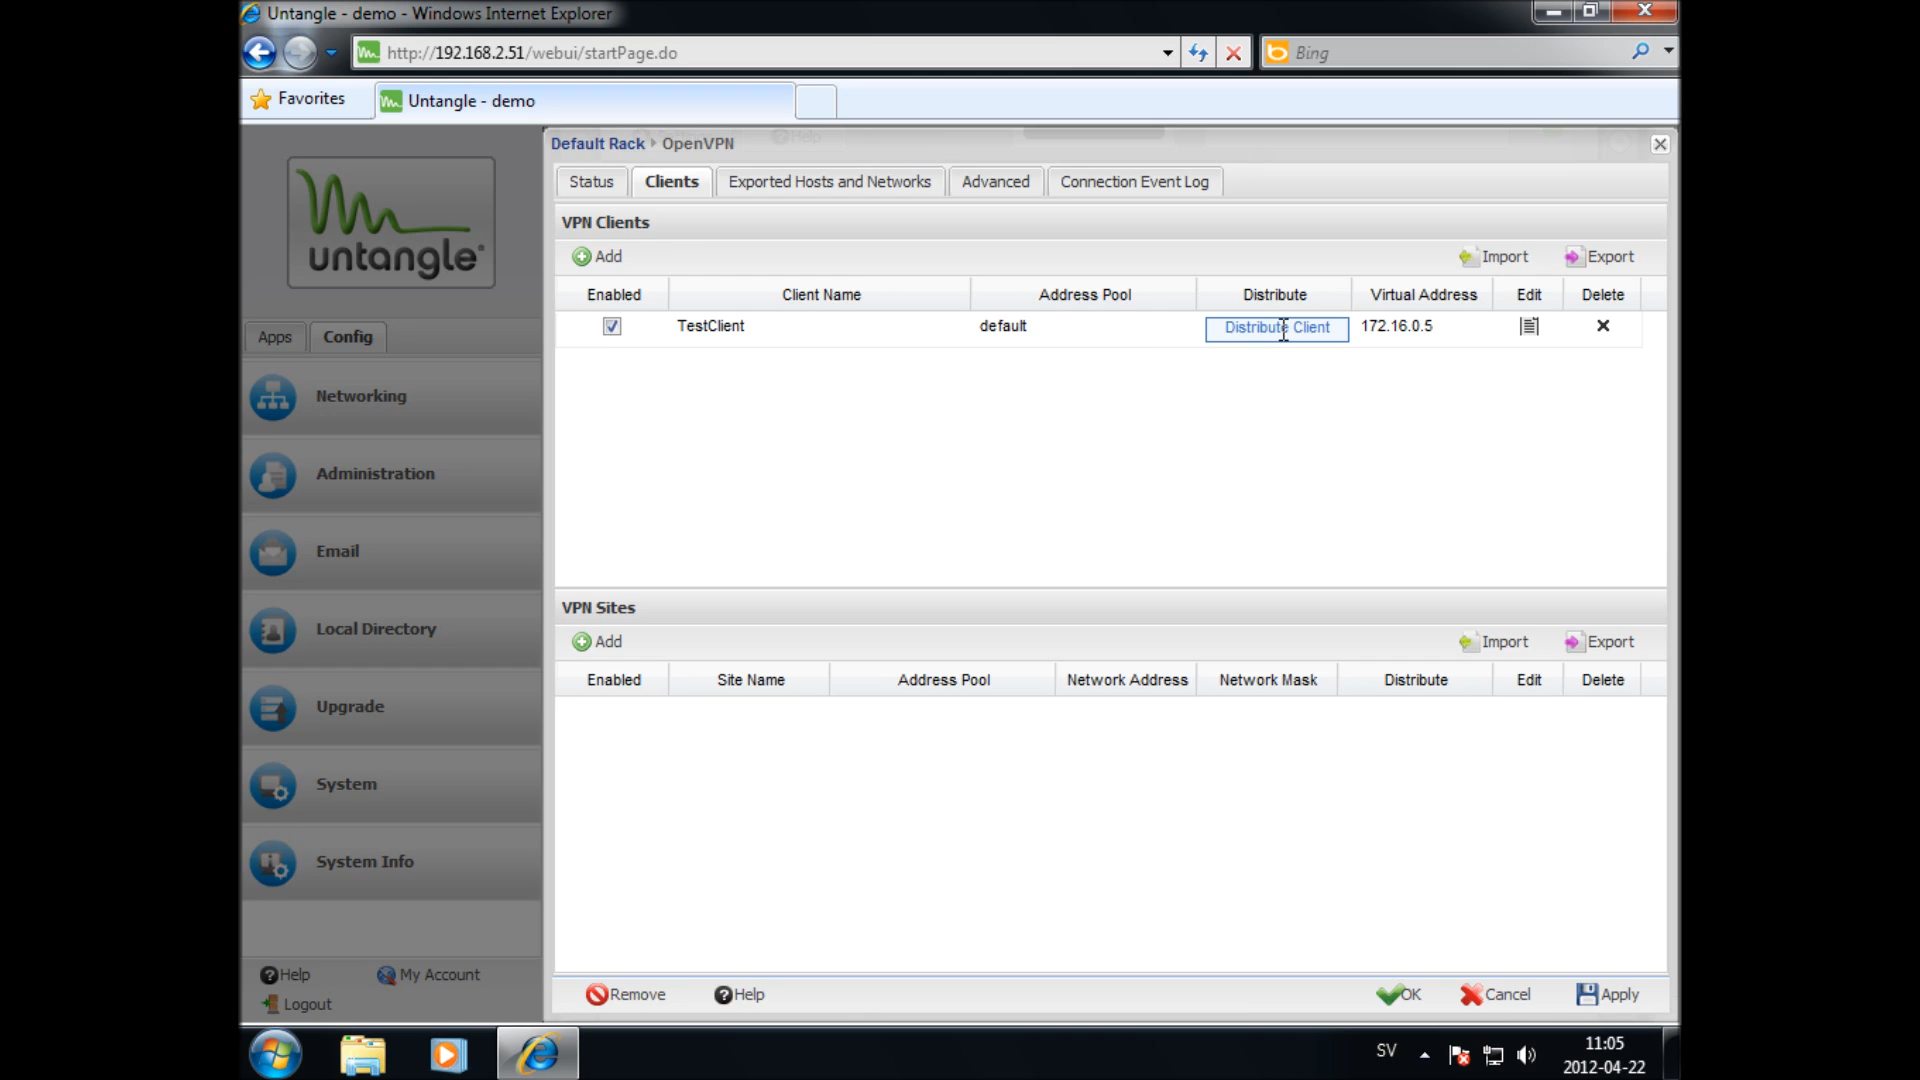 Untangle - demo - Windows Internet Explorer
http://192.168.2.51/webui/startPage.do
Bing
Favorites
Untangle - demo
Default Rack OpenVPN
Help
Status Clients Exported Hosts and Networks Advanced Connection Event Log
untangle
VPN Clients
Add Import Export
Enabled Client Name Address Pool Distribute Virtual Address Edit Delete
TestClient default Distribute Client 172.16.0.5
Apps Config
Networking
Administration
Email
Local Directory
Upgrade
System
System Info
VPN Sites
Add Import Export
Enabled Site Name Address Pool Network Address Network Mask Distribute Edit Delete
Help My Account
Logout
Remove Help OK Cancel Apply
SV
11:05
2012-04-22